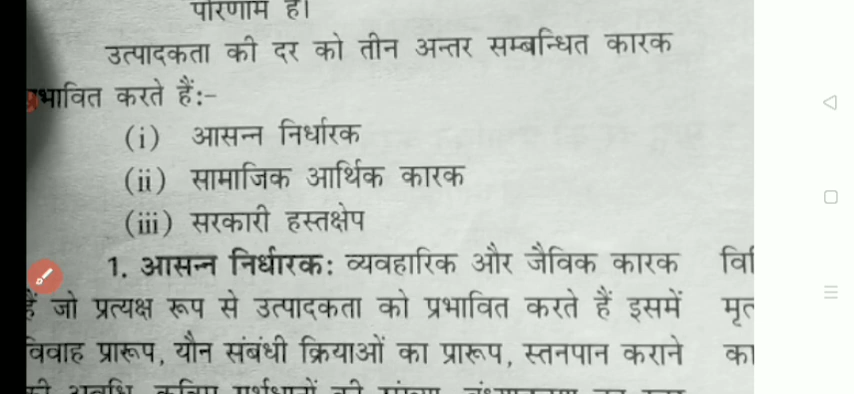 परिणाम है।
उत्पादकता की दर को तीन अन्तर सम्बन्धित कारक
प्रभावित करते हैं:-
(i) आसन्न निर्धारक
(ii) सामाजिक आर्थिक कारक
(iii) सरकारी हस्तक्षेप
1. आसन्न निर्धारक: व्यवहारिक और जैविक कारक
हैं जो प्रत्यक्ष रूप से उत्पादकता को प्रभावित करते हैं इसमें
विवाह प्रारूप, यौन संबंधी क्रियाओं का प्रारूप, स्तनपान कराने
की अवधि
का